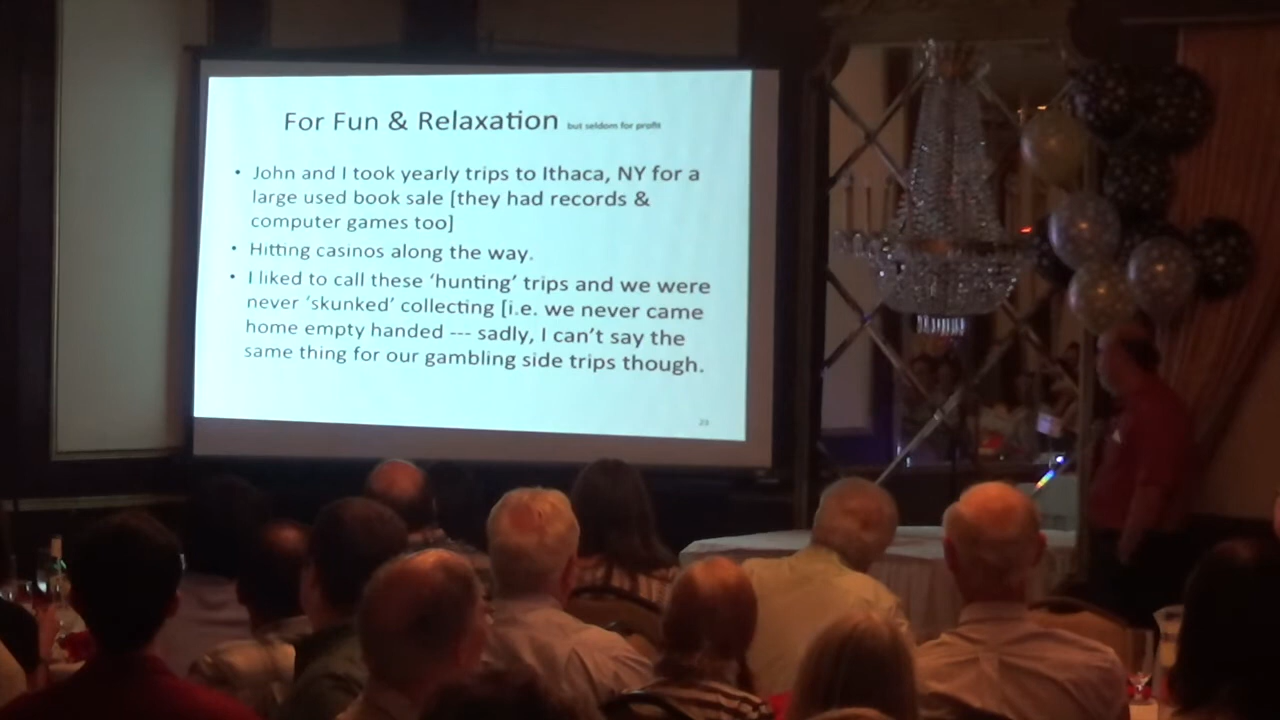 For Fun & Relaxation but seldom for profit
• John and I took yearly trips to Ithaca, NY for a
large used book sale [they had records &
computer games too]
• Hitting casinos along the way.
• I liked to call these ‘hunting’ trips and we were
never ‘skunked’ collecting [i.e. we never came
home empty handed --- sadly, I can’t say the
same thing for our gambling side trips though.
23